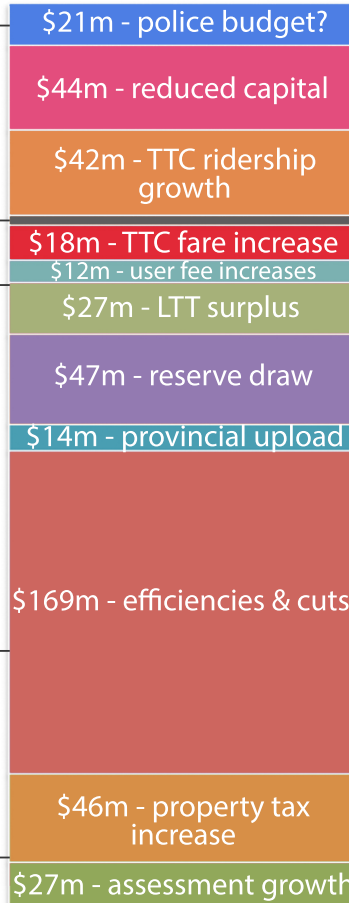 $21m - police budget?
$44m - reduced capital
$42m - TTC ridership
growth
$18m - TTC fare increase
$12m - user fee increases
$27m - LTT surplus
$47m - reserve draw
$14m - provincial upload
$169m - efficiencies & cuts
$46m - property tax
increase
$27m - assessment growth